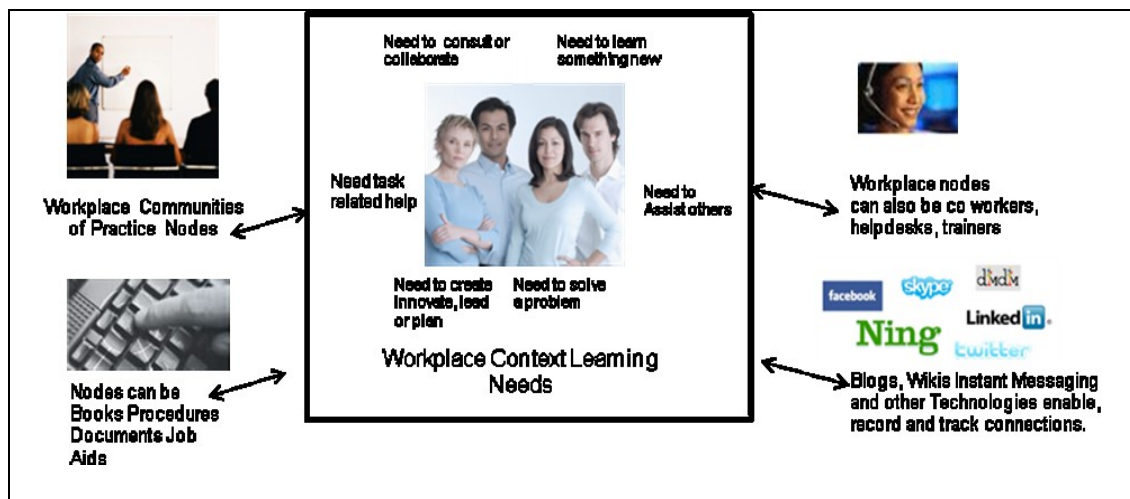 Need to consult or
collaborate
Need to learn
something new
Need task
related help
Need to
Assist others
Need to create
innovate, lead
or plan
Need to solve
a problem
Workplace Context Learning
Needs
Workplace Communities
of Practice Nodes
Nodes can be
Books Procedures
Documents Job
Aids
Workplace nodes
can also be co workers,
helpdesks, trainers
facebook
skype
dMdM
Linked in
Ning
twitter
Blogs, Wikis Instant Messaging
and other Technologies enable,
record and track connections.